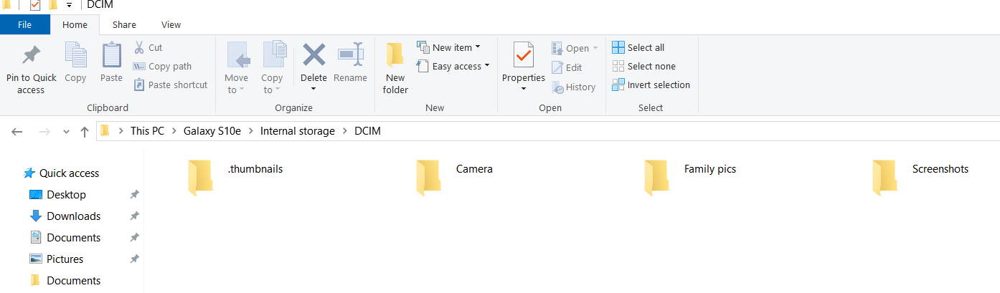 DCIM
File Home Share View
Pin to Quick access
Copy
Paste
Cut
Copy path
Paste shortcut
Clipboard
Move to
Copy to
Delete
Rename
Organize
New folder
New item
Easy access
New
Properties
Open
Edit
History
Open
Select all
Select none
Invert selection
Select
This PC > Galaxy S10e > Internal storage > DCIM
Quick access
Desktop
Downloads
Documents
Pictures
Documents
.thumbnails
Camera
Family pics
Screenshots